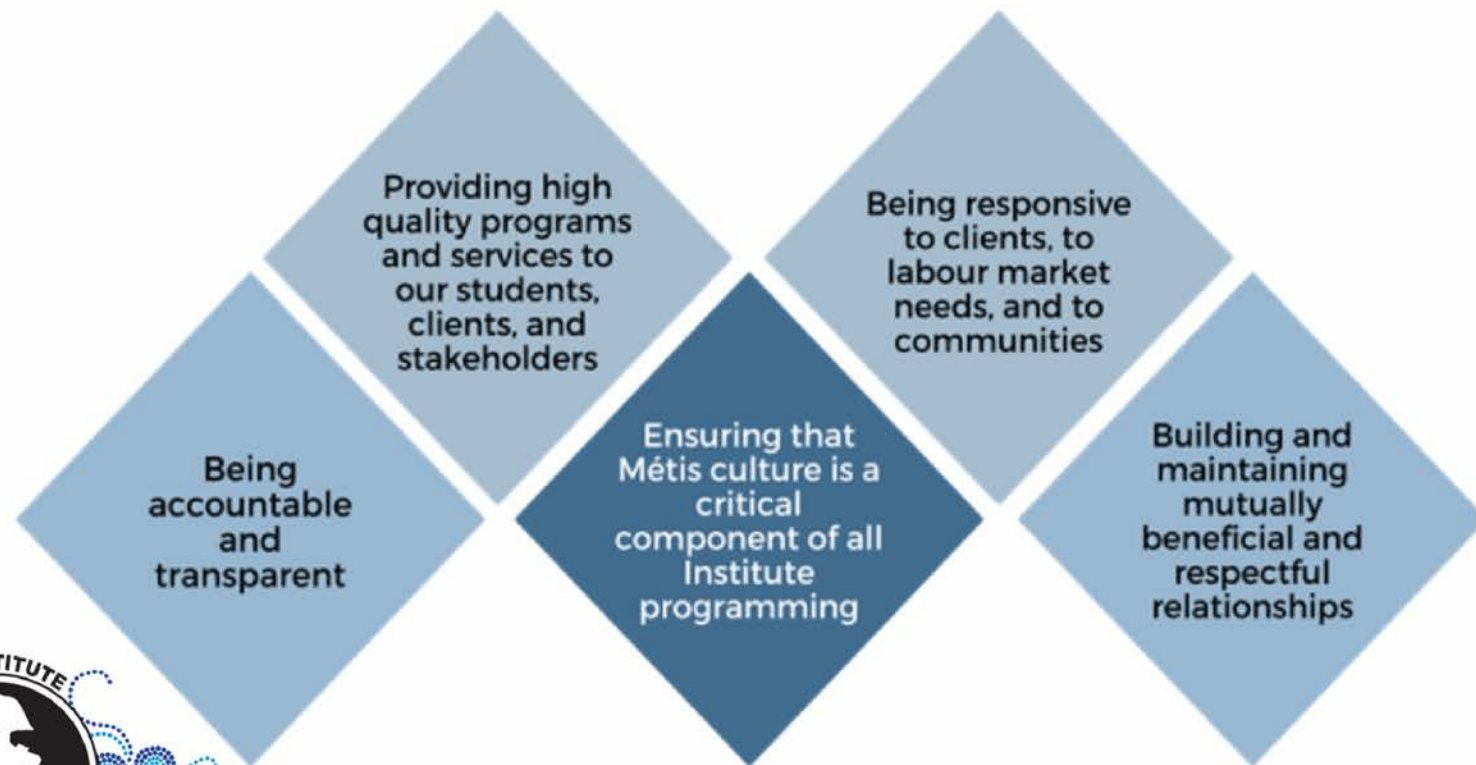 Providing high
quality programs
and services to
our students,
clients, and
stakeholders
Being responsive
to clients, to
labour market
needs, and to
communities
Being
accountable
and
transparent
Ensuring that
Métis culture is a
critical
component of all
Institute
programming
Building and
maintaining
mutually
beneficial and
respectful
relationships